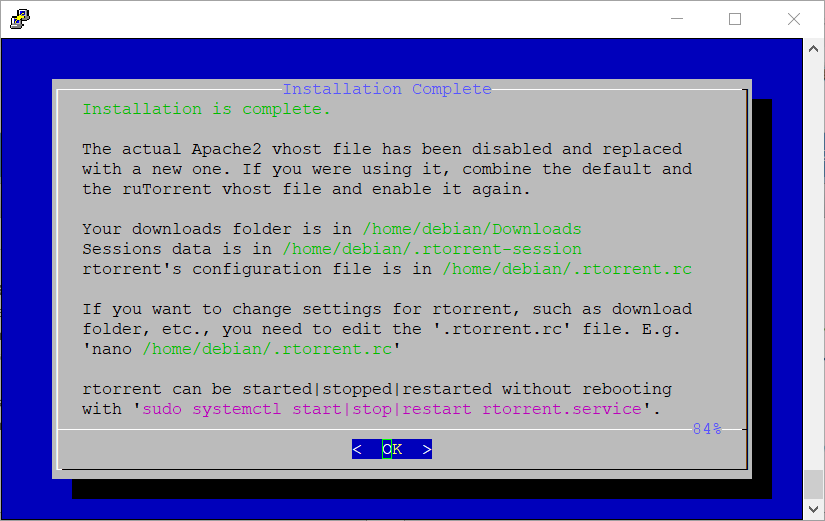 Installation Complete
Installation is complete.
The actual Apache2 vhost file has been disabled and replaced
with a new one. If you were using it, combine the default and
the ruTorrent vhost file and enable it again.
Your downloads folder is in /home/debian/Downloads
Sessions data is in /home/debian/.rtorrent-session
rtorrent's configuration file is in /home/debian/.rtorrent.rc
If you want to change settings for rtorrent, such as download
folder, etc., you need to edit the '.rtorrent.rc' file. E.g.
'nano /home/debian/.rtorrent.rc'
rtorrent can be started|stopped|restarted without rebooting
with 'sudo systemctl start|stop|restart rtorrent.service'.
84%
< OK >